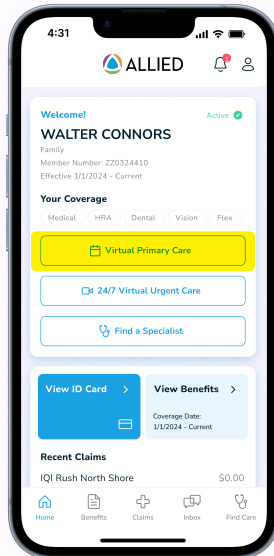 4:31
ALLIED
1
Welcome!
Active
WALTER CONNORS
Family
Member Number: ZZ0324410
Effective 1/1/2024 - Current
Your Coverage
Medical HRA Dental Vision Flex
Virtual Primary Care
24/7 Virtual Urgent Care
Find a Specialist
View ID Card
View Benefits
Coverage Date:
1/1/2024 - Current
Recent Claims
IQI Rush North Shore $0.00
Home Benefits Claims Inbox Find Care